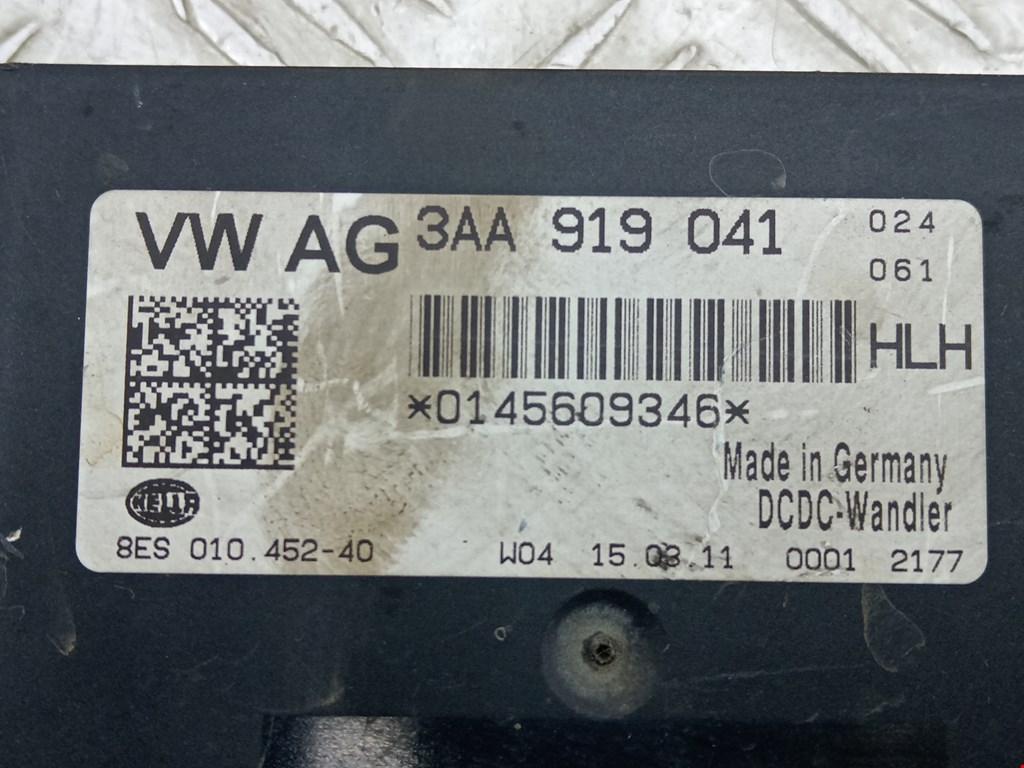 VW AG 3AA 919 041 024
061
HLH
*0145609346*
Made in Germany
DCDC-Wandler
HELLA
8ES 010.452-40 W04 15.03.11 0001 2177